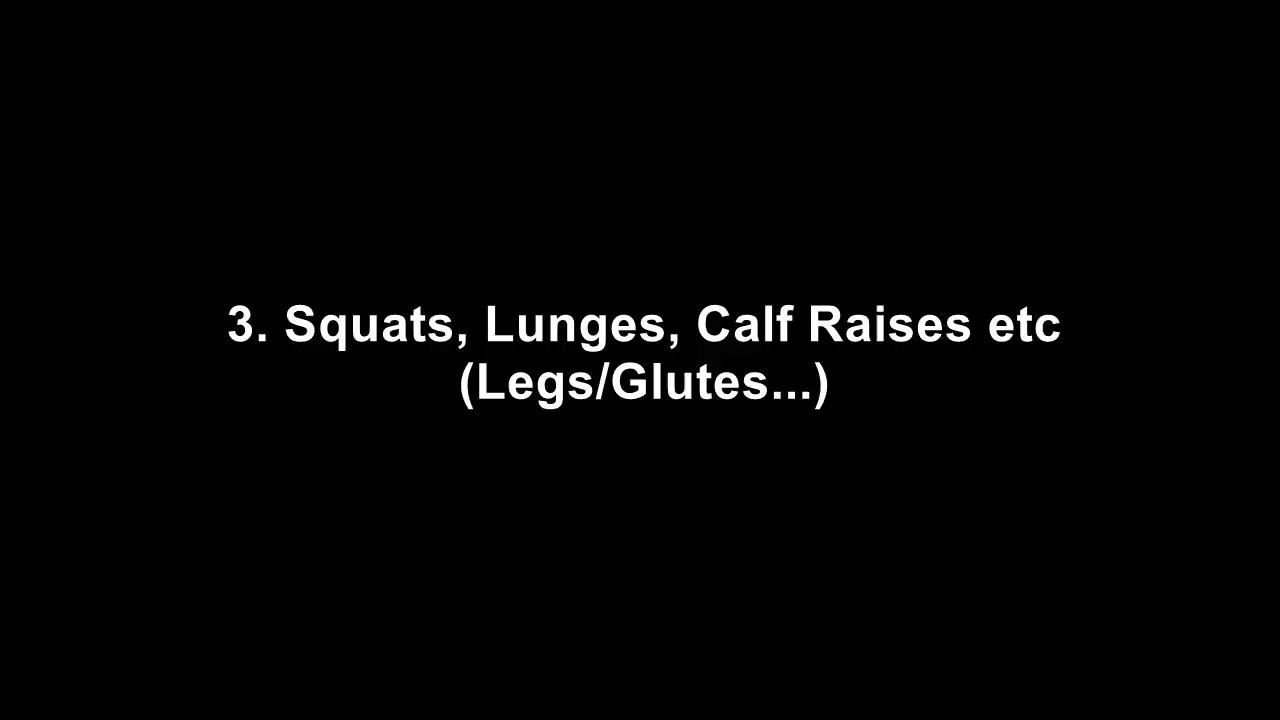 3. Squats, Lunges, Calf Raises etc
(Legs/Glutes...)